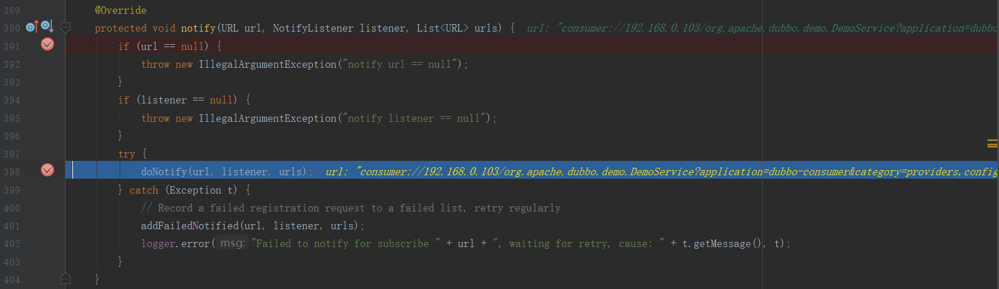 389 @Override
390 protected void notify(URL url, NotifyListener listener, List<URL> urls) { url: "consumer://192.168.0.103/org.apache.dubbo.demo.DemoService?application=dubbo
391 if (url == null) {
392 throw new IllegalArgumentException("notify url == null");
393 }
394 if (listener == null) {
395 throw new IllegalArgumentException("notify listener == null");
396 }
397 try {
398 doNotify(url, listener, urls); url: "consumer://192.168.0.103/org.apache.dubbo.demo.DemoService?application=dubbo-consumer&category=providers,config
399 } catch (Exception t) {
400 // Record a failed registration request to a failed list, retry regularly
401 addFailedNotified(url, listener, urls);
402 logger.error( msg: "Failed to notify for subscribe " + url + ", waiting for retry, cause: " + t.getMessage(), t);
403 }
404 }